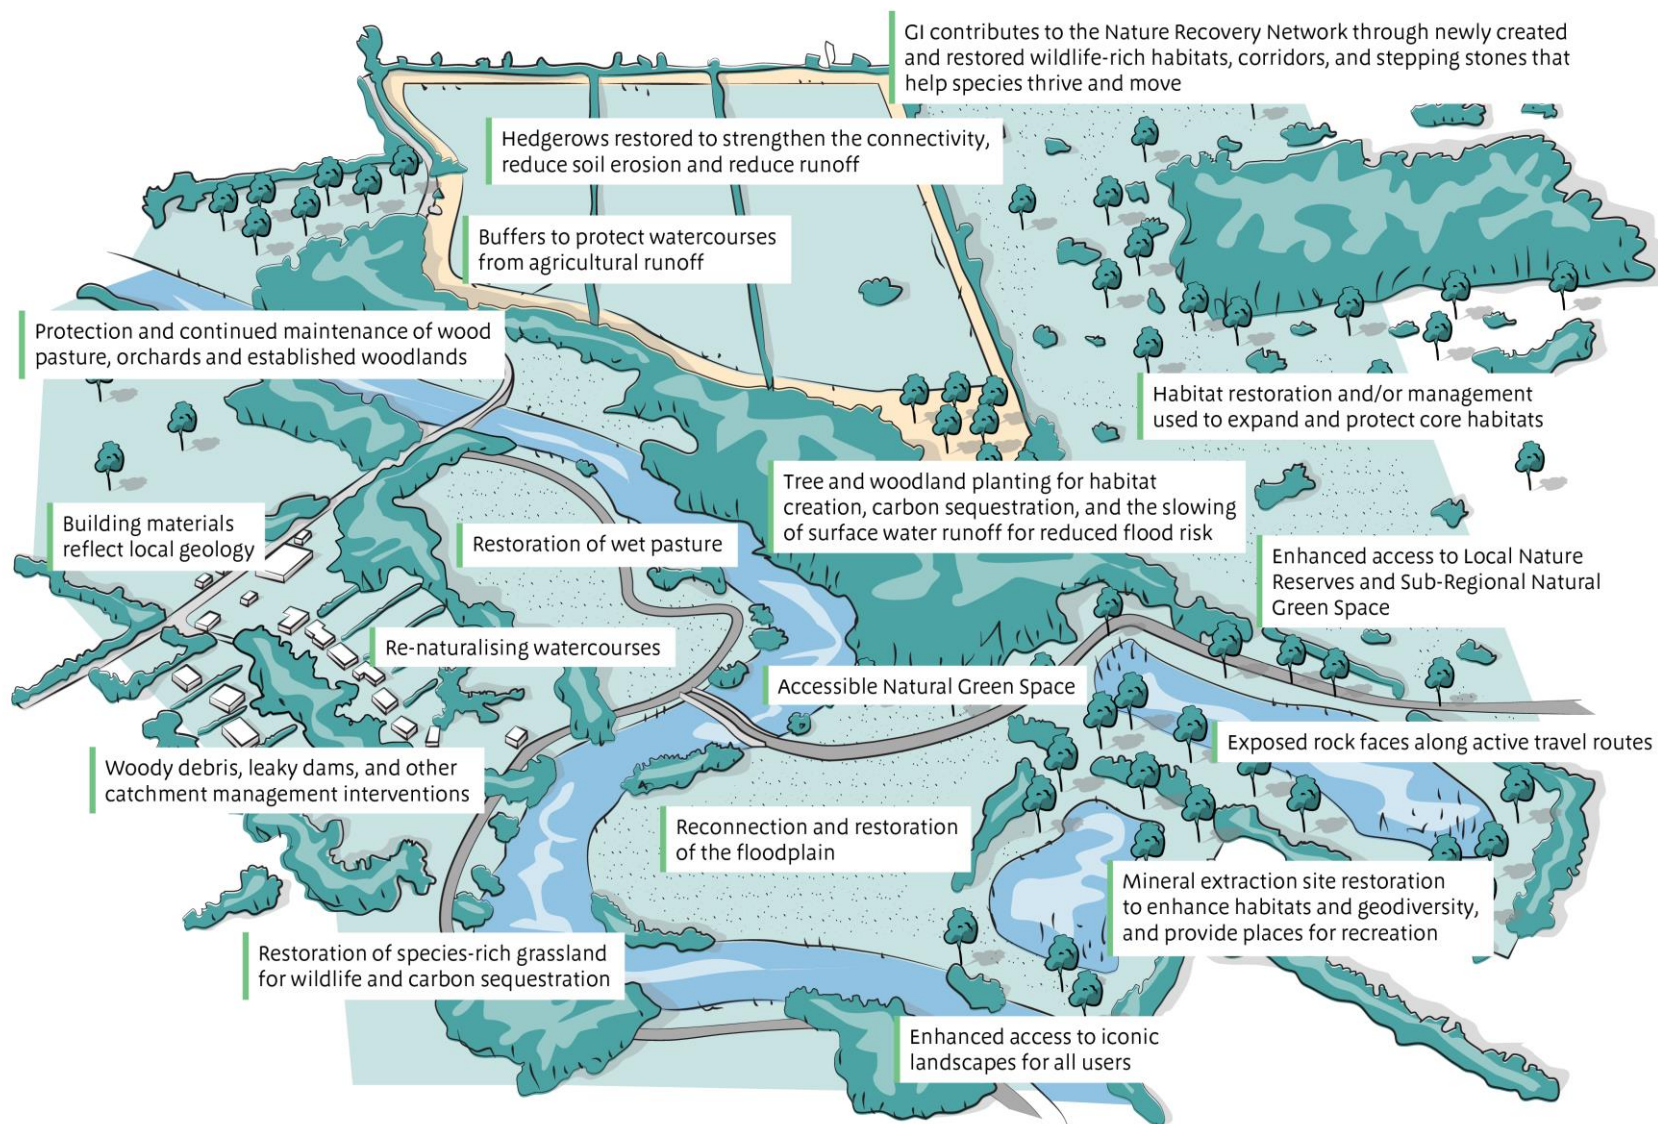 GI contributes to the Nature Recovery Network through newly created
and restored wildlife-rich habitats, corridors, and stepping stones that
help species thrive and move
Hedgerows restored to strengthen the connectivity,
reduce soil erosion and reduce runoff
Buffers to protect watercourses
from agricultural runoff
Protection and continued maintenance of wood
pasture, orchards and established woodlands
Habitat restoration and/or management
used to expand and protect core habitats
Tree and woodland planting for habitat
creation, carbon sequestration, and the slowing
of surface water runoff for reduced flood risk
Building materials
reflect local geology
Restoration of wet pasture
Enhanced access to Local Nature
Reserves and Sub-Regional Natural
Green Space
Re-naturalising watercourses
Accessible Natural Green Space
Exposed rock faces along active travel routes
Woody debris, leaky dams, and other
catchment management interventions
Reconnection and restoration
of the floodplain
Mineral extraction site restoration
to enhance habitats and geodiversity,
and provide places for recreation
Restoration of species-rich grassland
for wildlife and carbon sequestration
Enhanced access to iconic
landscapes for all users